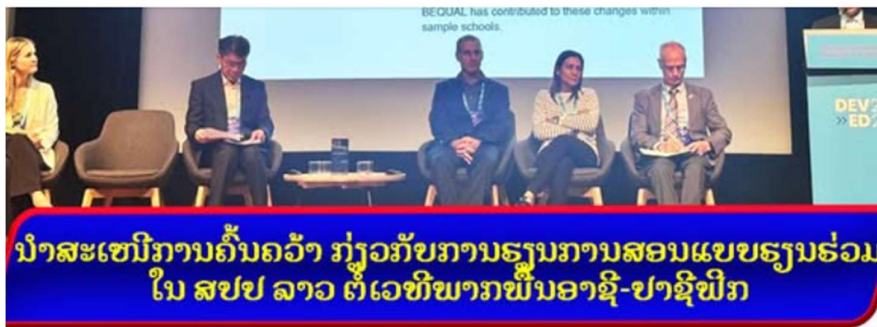 BEQUAL has contributed to these changes within
sample schools.
DEV2
»ED2
ນຳສະເໜີການຄົ້ນຄວ້າ ກ່ຽວກັບການຮຽນການສອນແບບຮຽນຮ່ວມ
ໃນ ສປປ ລາວ ຕໍ່ເວທີພາກພື້ນອາຊີ-ປາຊີຟິກ